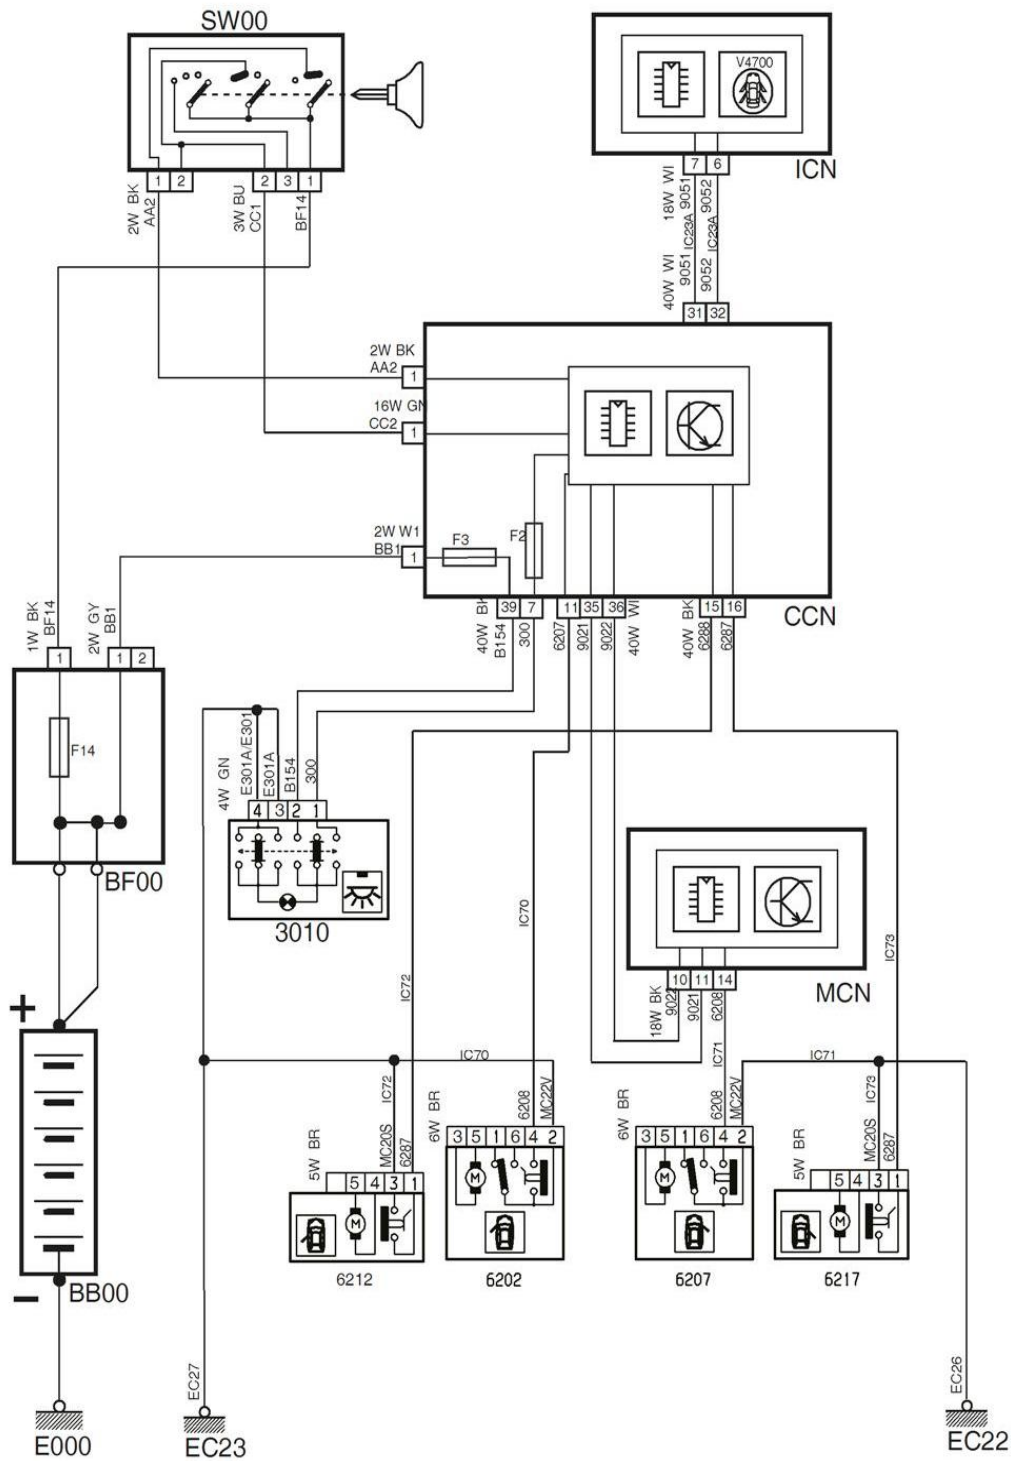 SW00
1 2 2 3 1
2W BK
AA2
3W BU
CC1
BF14
V4700
ICN
7 6
18W WI
9051
9052
IC23A
IC23A
40W WI
9051
9052
31 32
2W BK
AA2
1
16W GN
CC2
1
2W W1
BB1
1
F3
F2
CCN
39 7 11 35 36 15 16
40W BK
B154
300
6207
9021
9022
40W WI
40W BK
6288
6287
1W BK
BF14
2W GY
BB1
1 1 2
F14
BF00
4W GN
E301A/E301
E301A
B154
300
4 3 2 1
3010
IC70
IC72
IC73
MCN
10 11 14
18W BK
9022
9021
6208
IC71
+
BB00
−
E000
IC70
IC72
MC20S
6287
5W BR
5 4 3 1
M
6212
6W BR
6208
MC22V
3 5 1 6 4 2
M
6202
6W BR
6208
MC22V
3 5 1 6 4 2
M
6207
IC71
IC73
MC20S
6287
5W BR
5 4 3 1
M
6217
EC27
EC23
EC26
EC22